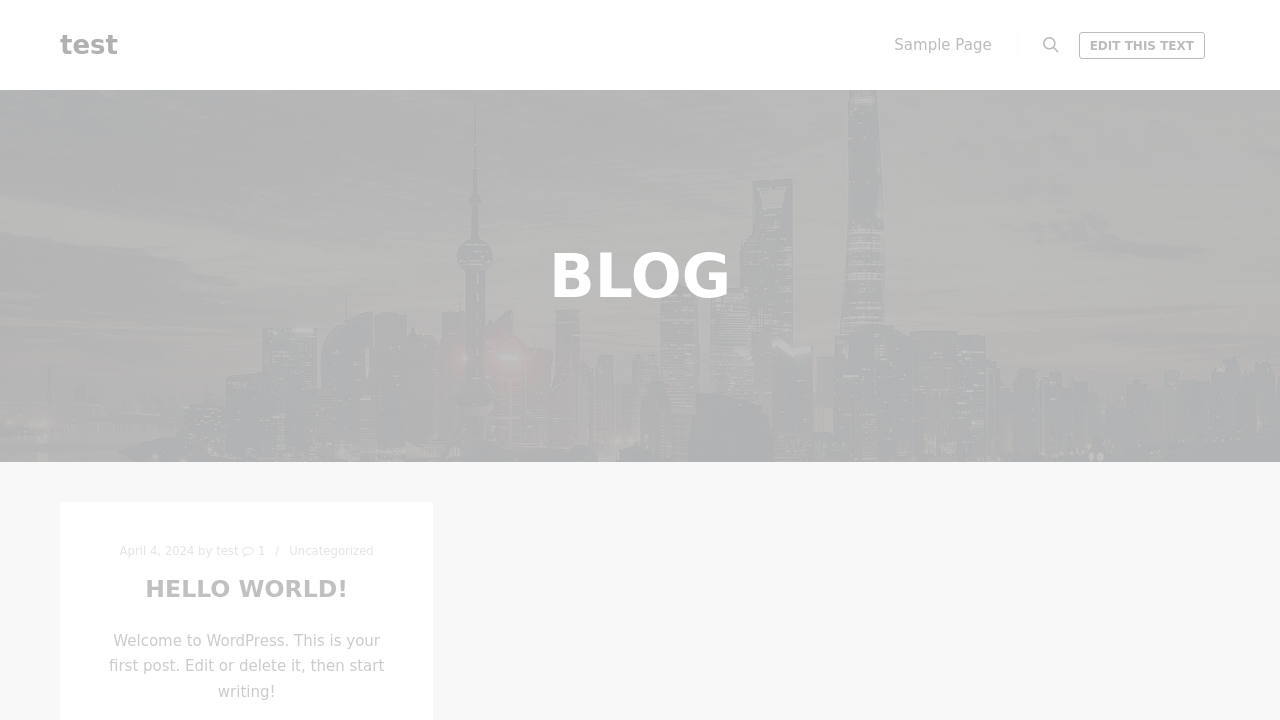 test
Sample Page
EDIT THIS TEXT
BLOG
April 4, 2024 by test 1 / Uncategorized
HELLO WORLD!
Welcome to WordPress. This is your
first post. Edit or delete it, then start
writing!